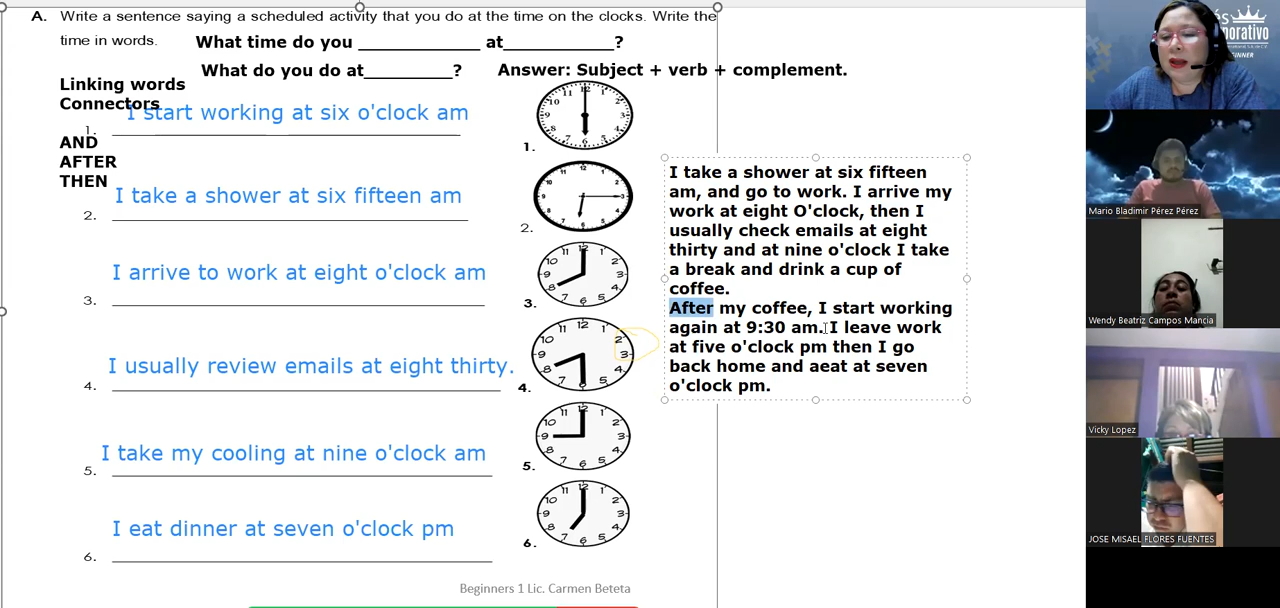 A. Write a sentence saying a scheduled activity that you do at the time on the clocks. Write the
time in words.
What time do you ____________ at___________?
What do you do at_________?
Answer: Subject + verb + complement.
Linking words
Connectors
AND
AFTER
THEN
1. I start working at six o'clock am
2. I take a shower at six fifteen am
3. I arrive to work at eight o'clock am
4. I usually review emails at eight thirty.
5. I take my cooling at nine o'clock am
6. I eat dinner at seven o'clock pm
1.
2.
3.
4.
5.
6.
I take a shower at six fifteen
am, and go to work. I arrive my
work at eight O'clock, then I
usually check emails at eight
thirty and at nine o'clock I take
a break and drink a cup of
coffee.
After my coffee, I start working
again at 9:30 am. I leave work
at five o'clock pm then I go
back home and aeat at seven
o'clock pm.
Beginners 1 Lic. Carmen Beteta
Mario Bladimir Pérez Pérez
Wendy Beatriz Campos Mancia
Vicky Lopez
JOSE MISAEL FLORES FUENTES